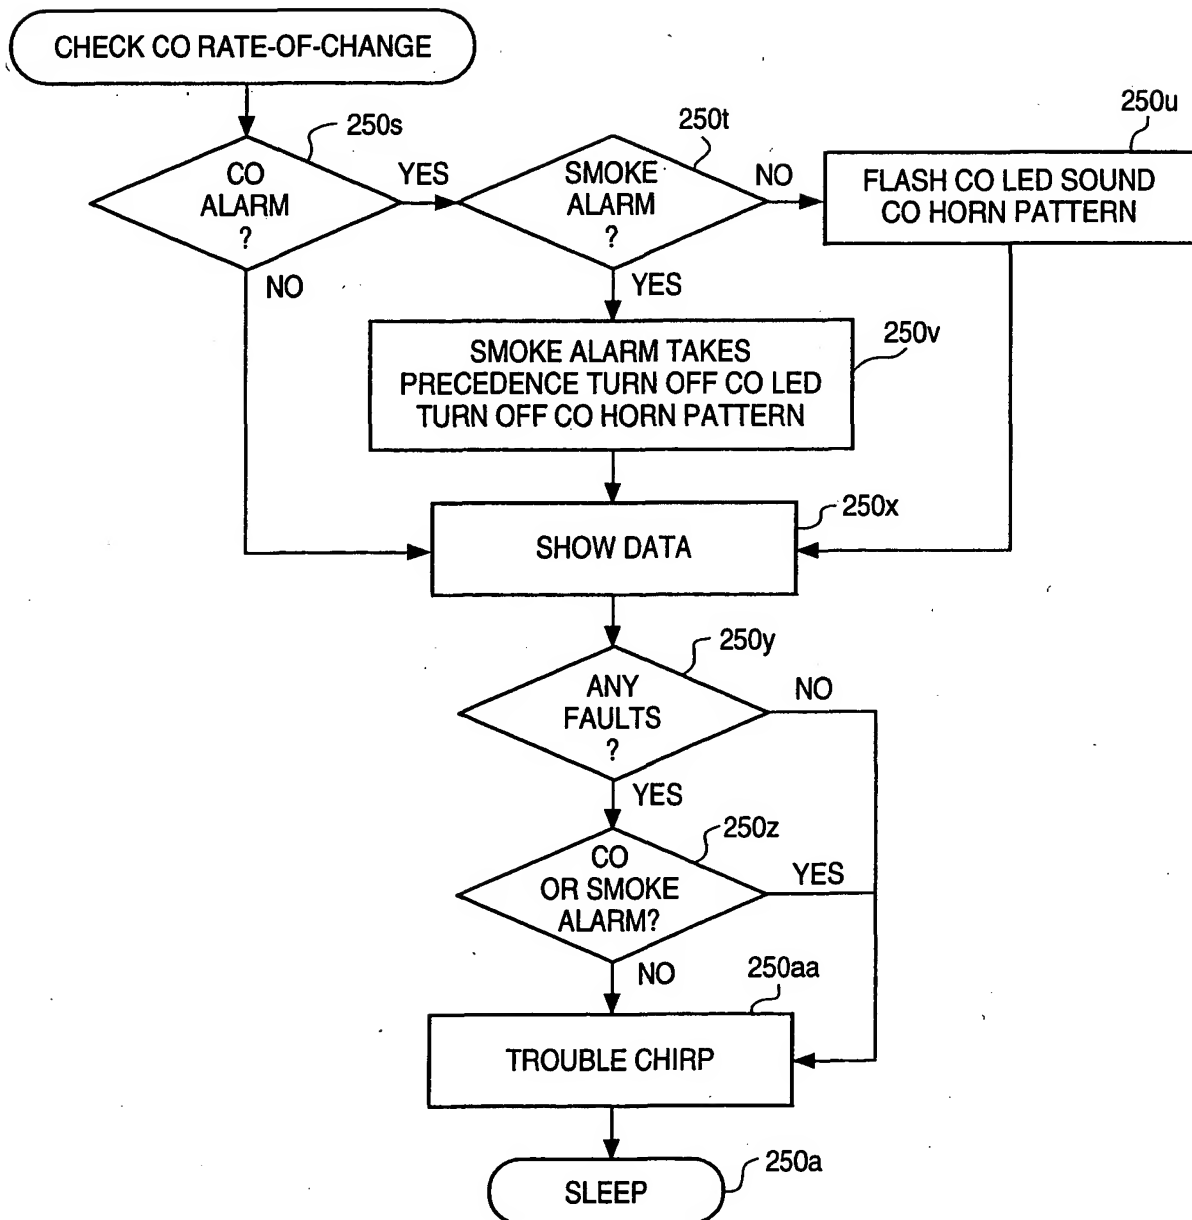 CHECK CO RATE-OF-CHANGE
250s
CO
ALARM
?
YES
NO
250t
SMOKE
ALARM
?
NO
YES
250u
FLASH CO LED SOUND
CO HORN PATTERN
250v
SMOKE ALARM TAKES
PRECEDENCE TURN OFF CO LED
TURN OFF CO HORN PATTERN
250x
SHOW DATA
250y
ANY
FAULTS
?
NO
YES
250z
CO
OR SMOKE
ALARM?
YES
NO
250aa
TROUBLE CHIRP
250a
SLEEP